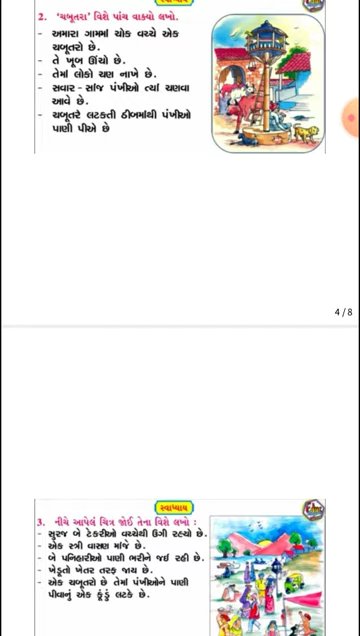 2. 'ચબૂતરા' વિશે પાંચ વાક્યો લખો.
- અમારા ગામમાં ચોક વચ્ચે એક
ચબૂતરો છે.
- તે ખૂબ ઊંચો છે.
- તેમાં લોકો ચણ નાખે છે.
- સવાર - સાંજ પંખીઓ ત્યાં ચણવા
આવે છે.
- ચબૂતરે લટકતી ઠીબમાંથી પંખીઓ
પાણી પીએ છે
4 / 8
સ્વાધ્યાય
3. નીચે આપેલું ચિત્ર જોઈ તેના વિશે લખો :
- સૂરજ બે ટેકરીઓ વચ્ચેથી ઉગી રહ્યો છે.
- એક સ્ત્રી વાસણ માંજે છે.
- બે પનિહારીઓ પાણી ભરીને જઈ રહી છે.
- ખેડૂતો ખેતર તરફ જાય છે.
- એક ચબૂતરો છે તેમાં પંખીઓને પાણી
પીવાનું એક કૂંડું લટકે છે.